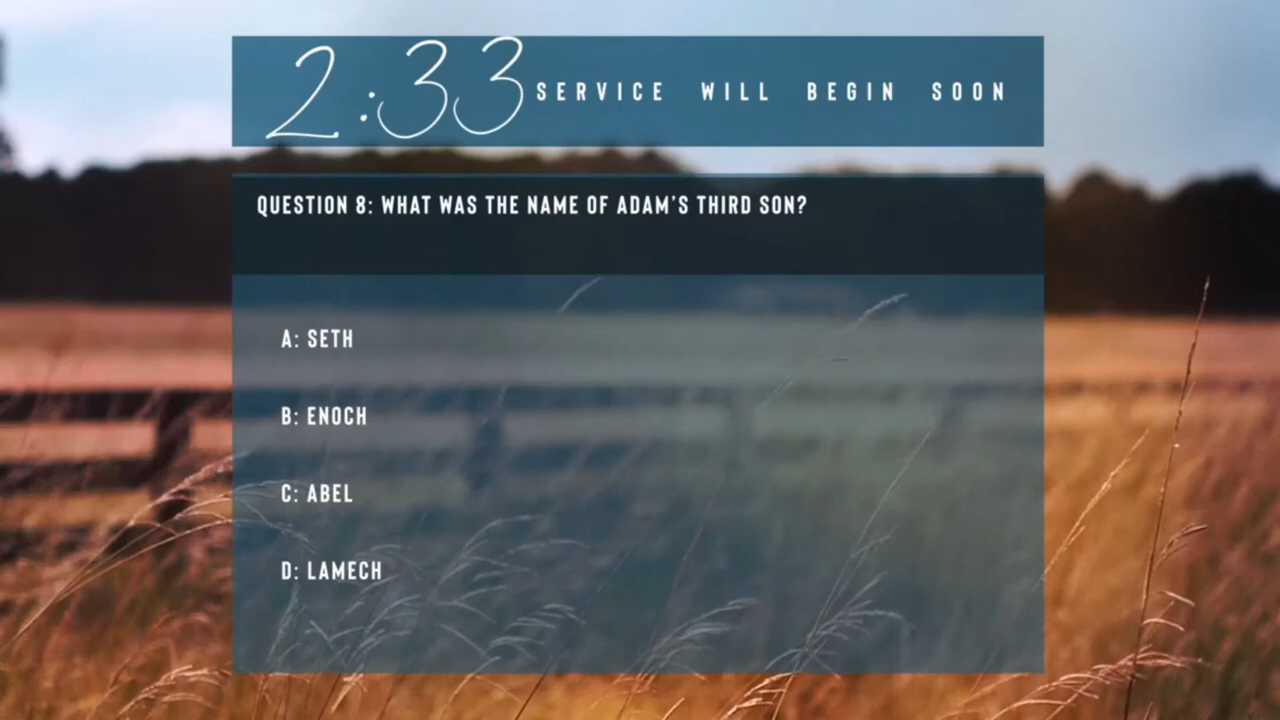 2:33 SERVICE WILL BEGIN SOON
QUESTION 8: WHAT WAS THE NAME OF ADAM'S THIRD SON?
A: SETH
B: ENOCH
C: ABEL
D: LAMECH